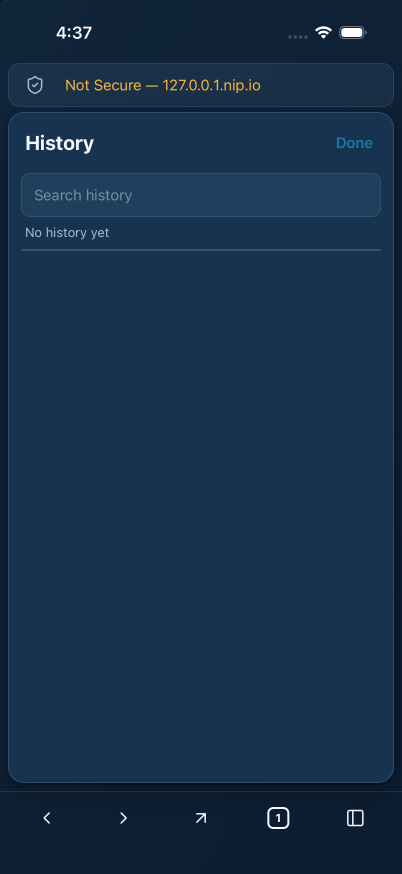 4:37
Not Secure — 127.0.0.1.nip.io
History
Done
Search history
No history yet
1